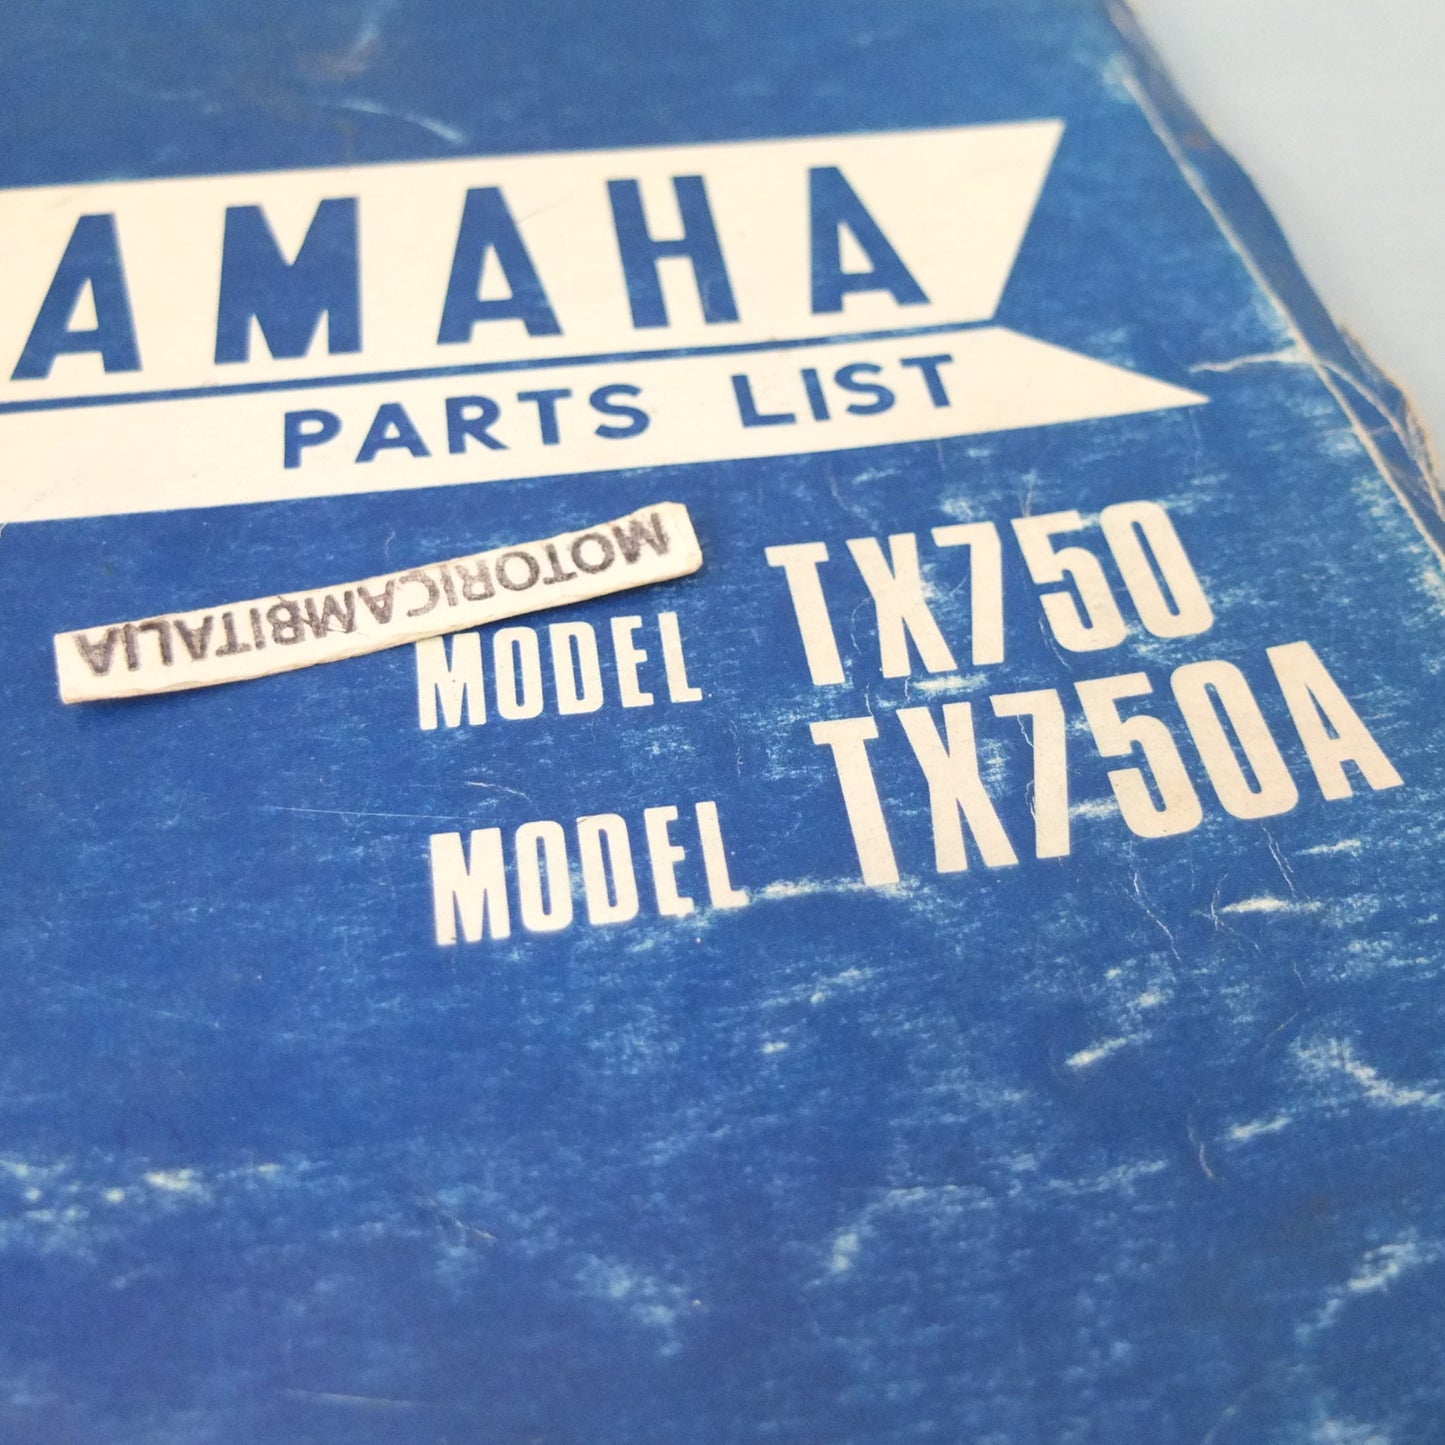 AMAHA
PARTS LIST
MOTORICAMBITALIA
MODEL TX750
MODEL TX750A